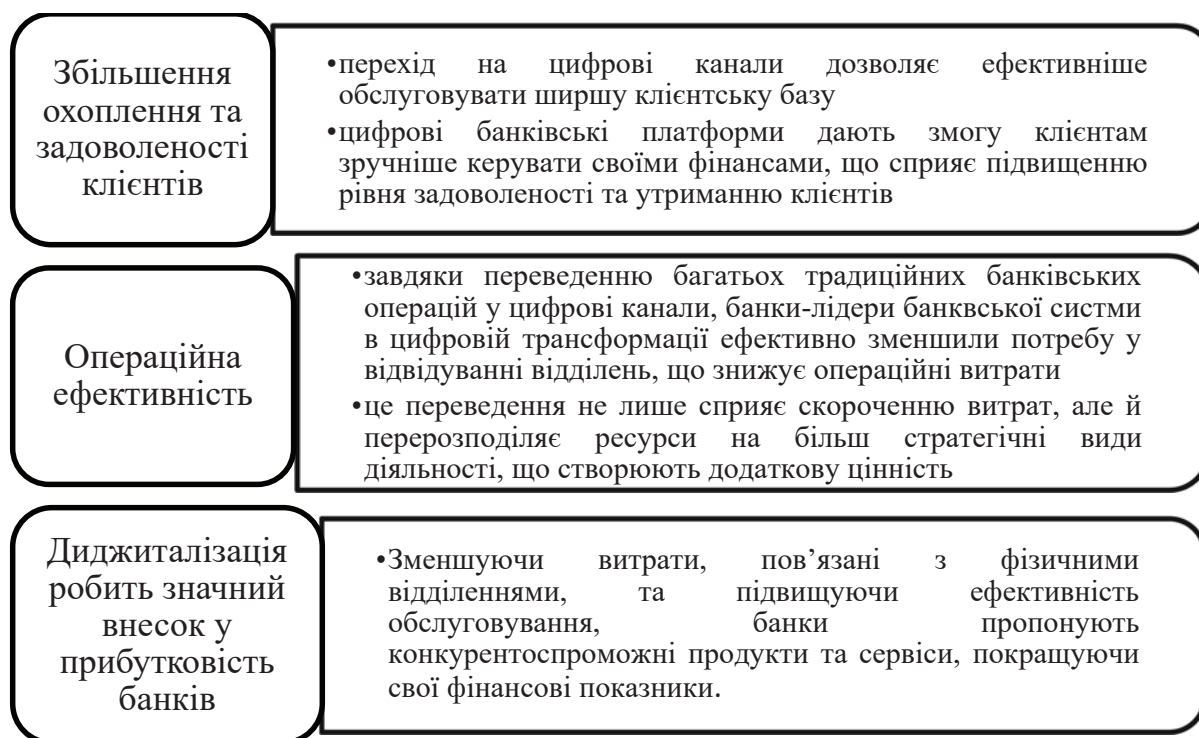 Збільшення
охоплення та
задоволеності
клієнтів
•перехід на цифрові канали дозволяє ефективніше
обслуговувати ширшу клієнтську базу
•цифрові банківські платформи дають змогу клієнтам
зручніше керувати своїми фінансами, що сприяє підвищенню
рівня задоволеності та утриманню клієнтів
Операційна
ефективність
•завдяки переведенню багатьох традиційних банківських
операцій у цифрові канали, банки-лідери банквської систми
в цифровій трансформації ефективно зменшили потребу у
відвідуванні відділень, що знижує операційні витрати
•це переведення не лише сприяє скороченню витрат, але й
перерозподіляє ресурси на більш стратегічні види
діяльності, що створюють додаткову цінність
Диджиталізація
робить значний
внесок у
прибутковість
банків
•Зменшуючи витрати, пов’язані з фізичними
відділеннями, та підвищуючи ефективність
обслуговування, банки пропонують
конкурентоспроможні продукти та сервіси, покращуючи
свої фінансові показники.